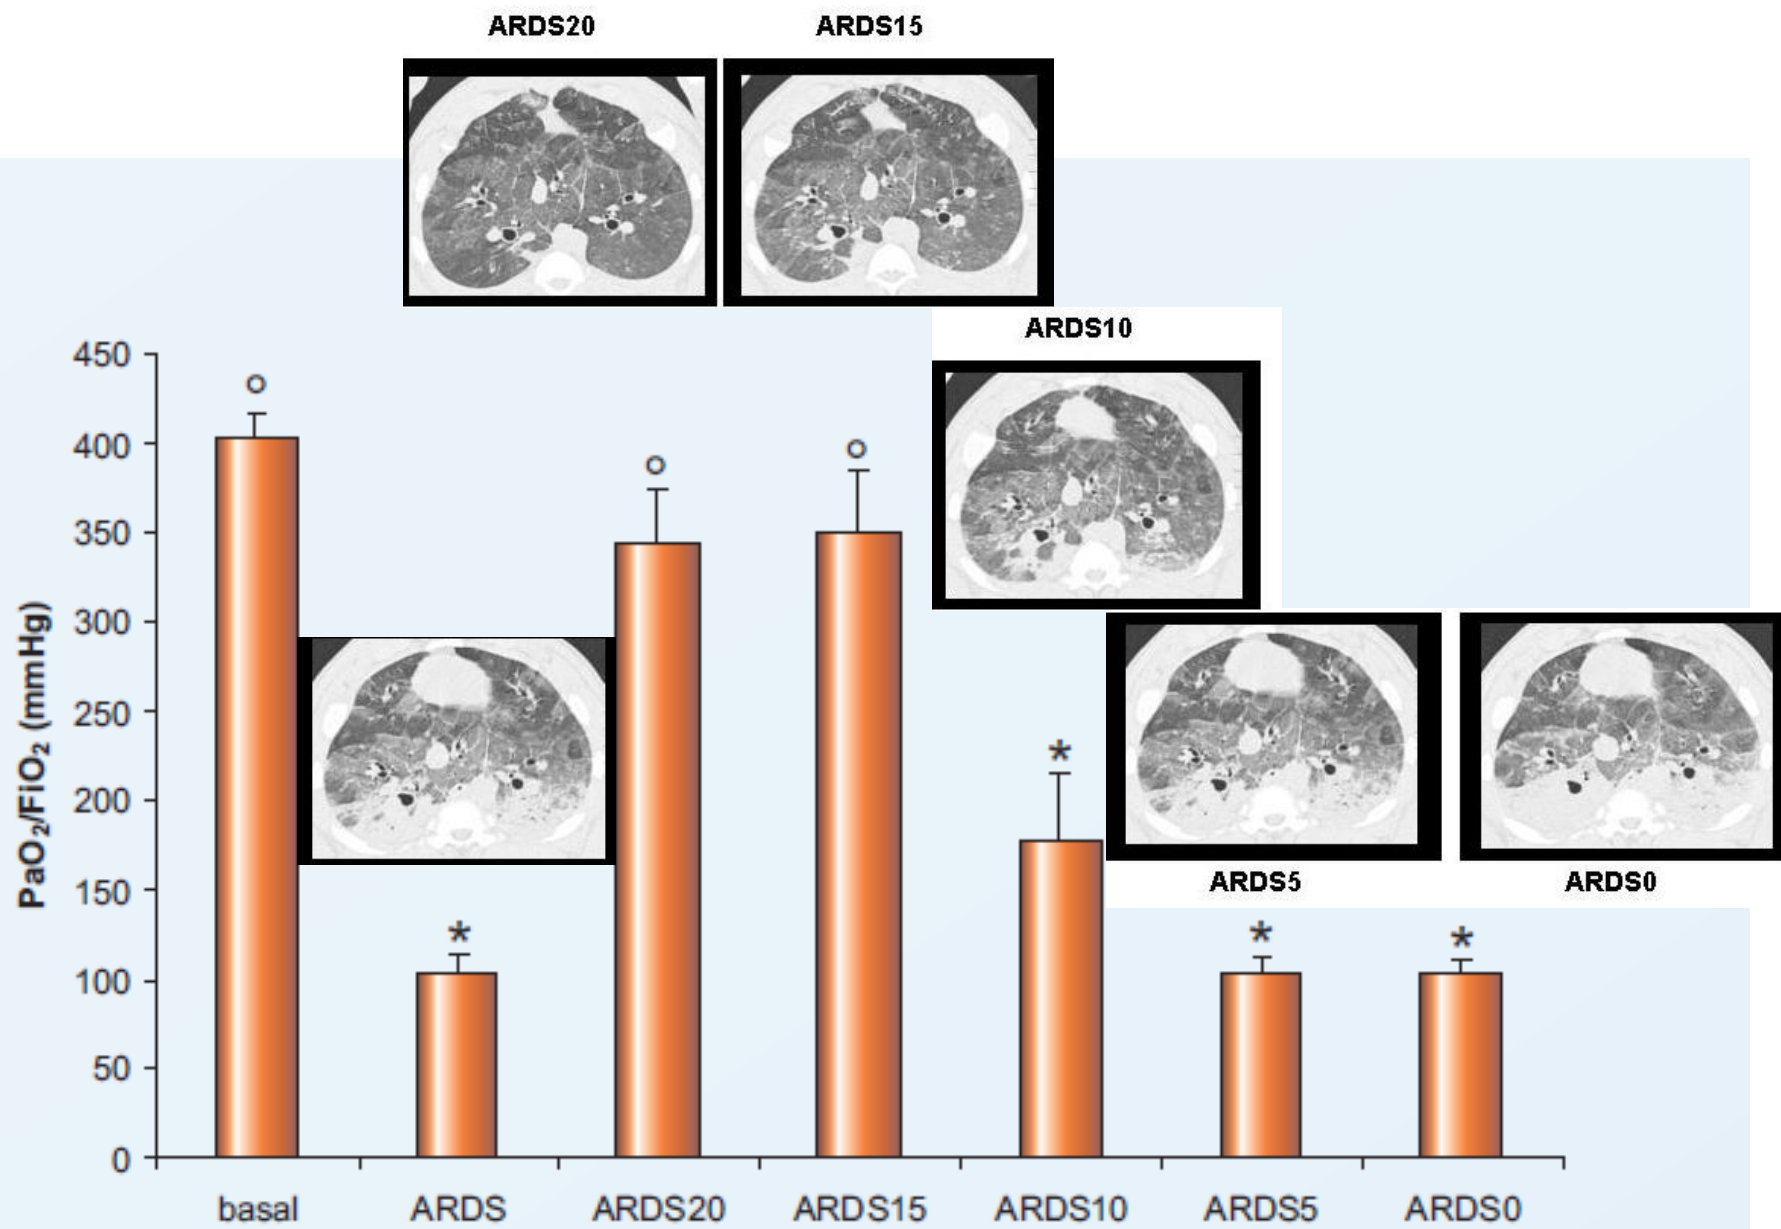 ARDS20
ARDS15
ARDS10
ARDS5
ARDS0
PaO₂/FiO₂ (mmHg)
450
400
350
300
250
200
150
100
50
0
°
*
°
°
*
*
*
basal
ARDS
ARDS20
ARDS15
ARDS10
ARDS5
ARDS0